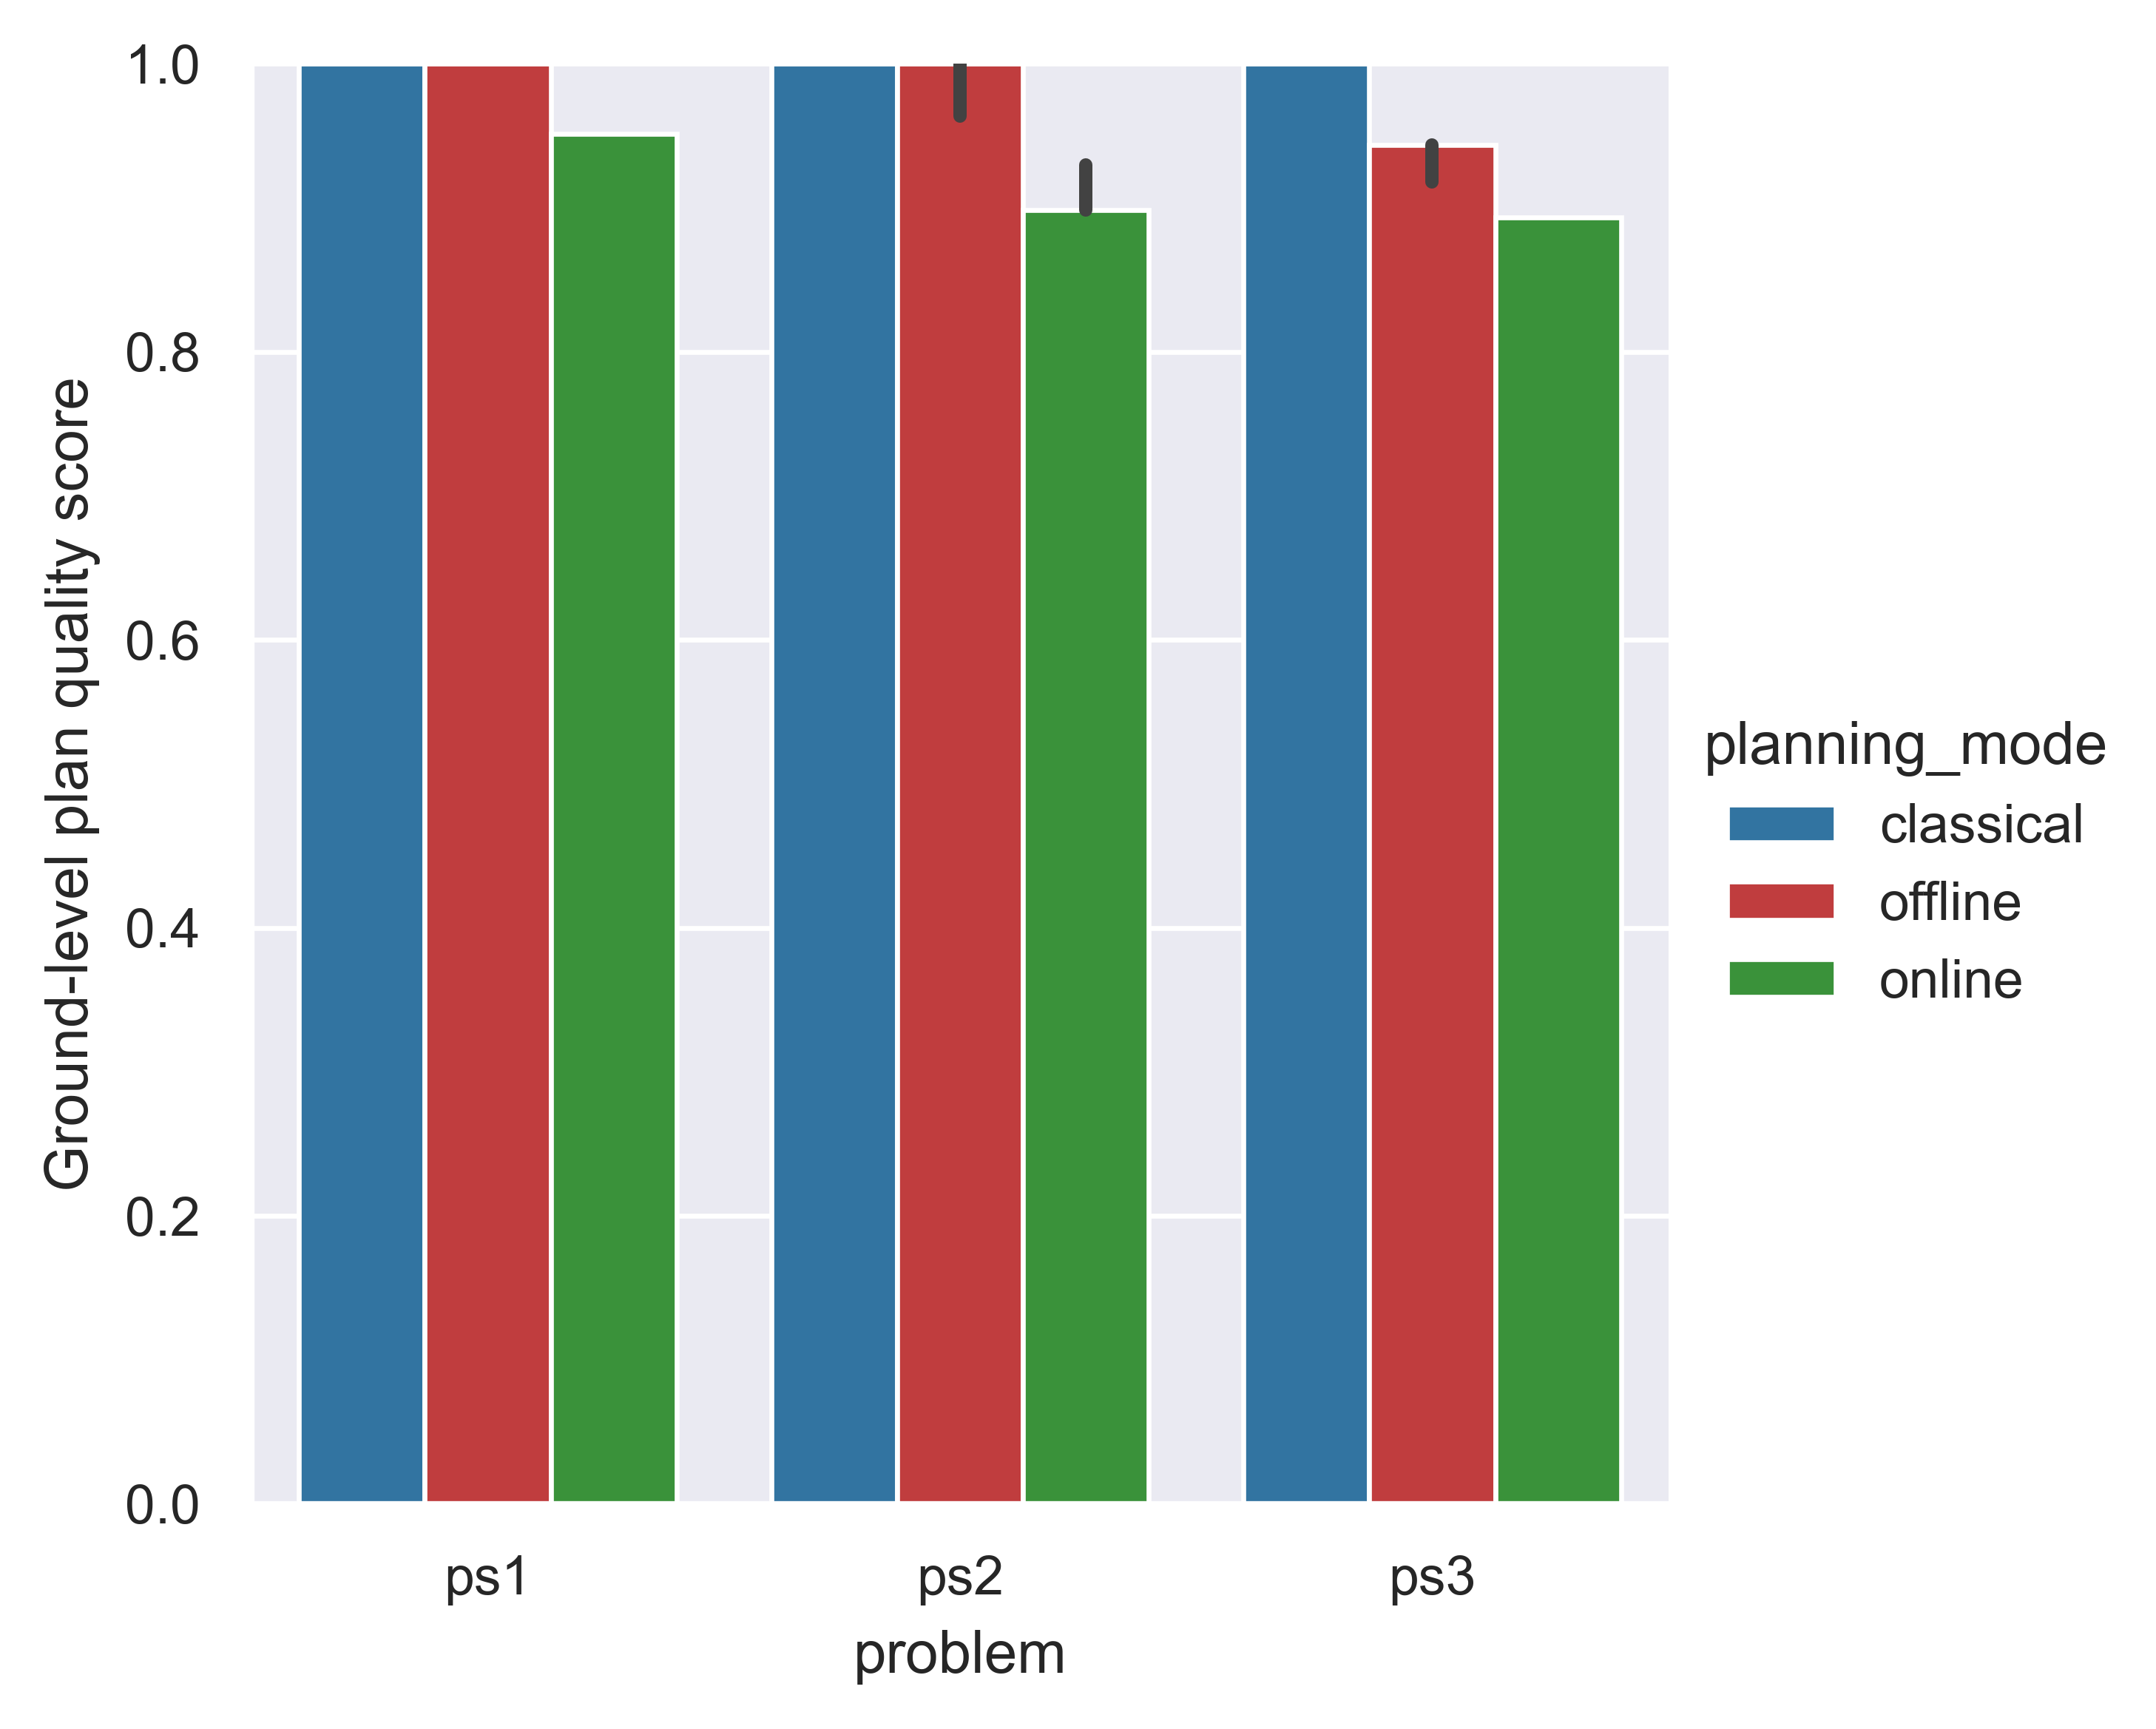 Ground-level plan quality score
1.0
0.8
0.6
0.4
0.2
0.0
ps1
ps2
ps3
problem
planning_mode
classical
offline
online